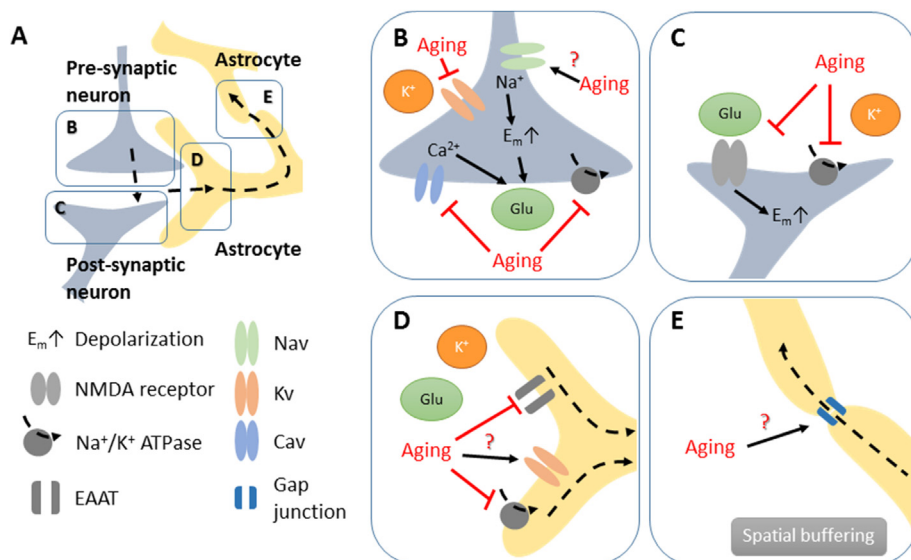 A
Pre-synaptic
neuron
Astrocyte
B
E
D
C
Post-synaptic
neuron
Astrocyte
Eₘ↑ Depolarization
NMDA receptor
Na⁺/K⁺ ATPase
EAAT
Nav
Kv
Cav
Gap
junction
B
Aging
K⁺
?
Aging
Na⁺
Eₘ↑
Ca²⁺
Glu
Aging
C
Aging
Glu
K⁺
Eₘ↑
D
K⁺
Glu
Aging
?
E
?
Aging
Spatial buffering